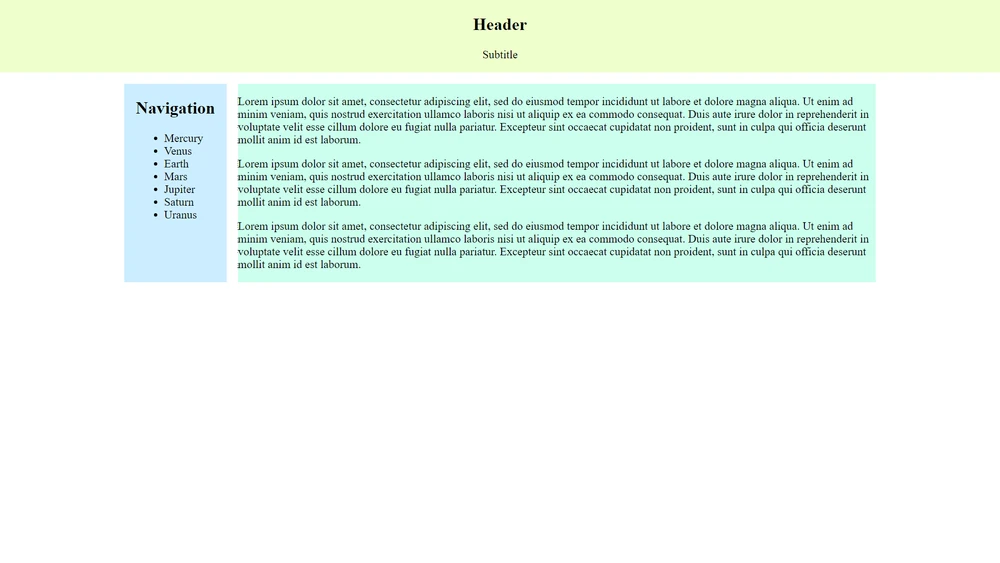 Header
Subtitle
Navigation
Mercury
Venus
Earth
Mars
Jupiter
Saturn
Uranus
Lorem ipsum dolor sit amet, consectetur adipiscing elit, sed do eiusmod tempor incididunt ut labore et dolore magna aliqua. Ut enim ad
minim veniam, quis nostrud exercitation ullamco laboris nisi ut aliquip ex ea commodo consequat. Duis aute irure dolor in reprehenderit in
voluptate velit esse cillum dolore eu fugiat nulla pariatur. Excepteur sint occaecat cupidatat non proident, sunt in culpa qui officia deserunt
mollit anim id est laborum.
Lorem ipsum dolor sit amet, consectetur adipiscing elit, sed do eiusmod tempor incididunt ut labore et dolore magna aliqua. Ut enim ad
minim veniam, quis nostrud exercitation ullamco laboris nisi ut aliquip ex ea commodo consequat. Duis aute irure dolor in reprehenderit in
voluptate velit esse cillum dolore eu fugiat nulla pariatur. Excepteur sint occaecat cupidatat non proident, sunt in culpa qui officia deserunt
mollit anim id est laborum.
Lorem ipsum dolor sit amet, consectetur adipiscing elit, sed do eiusmod tempor incididunt ut labore et dolore magna aliqua. Ut enim ad
minim veniam, quis nostrud exercitation ullamco laboris nisi ut aliquip ex ea commodo consequat. Duis aute irure dolor in reprehenderit in
voluptate velit esse cillum dolore eu fugiat nulla pariatur. Excepteur sint occaecat cupidatat non proident, sunt in culpa qui officia deserunt
mollit anim id est laborum.